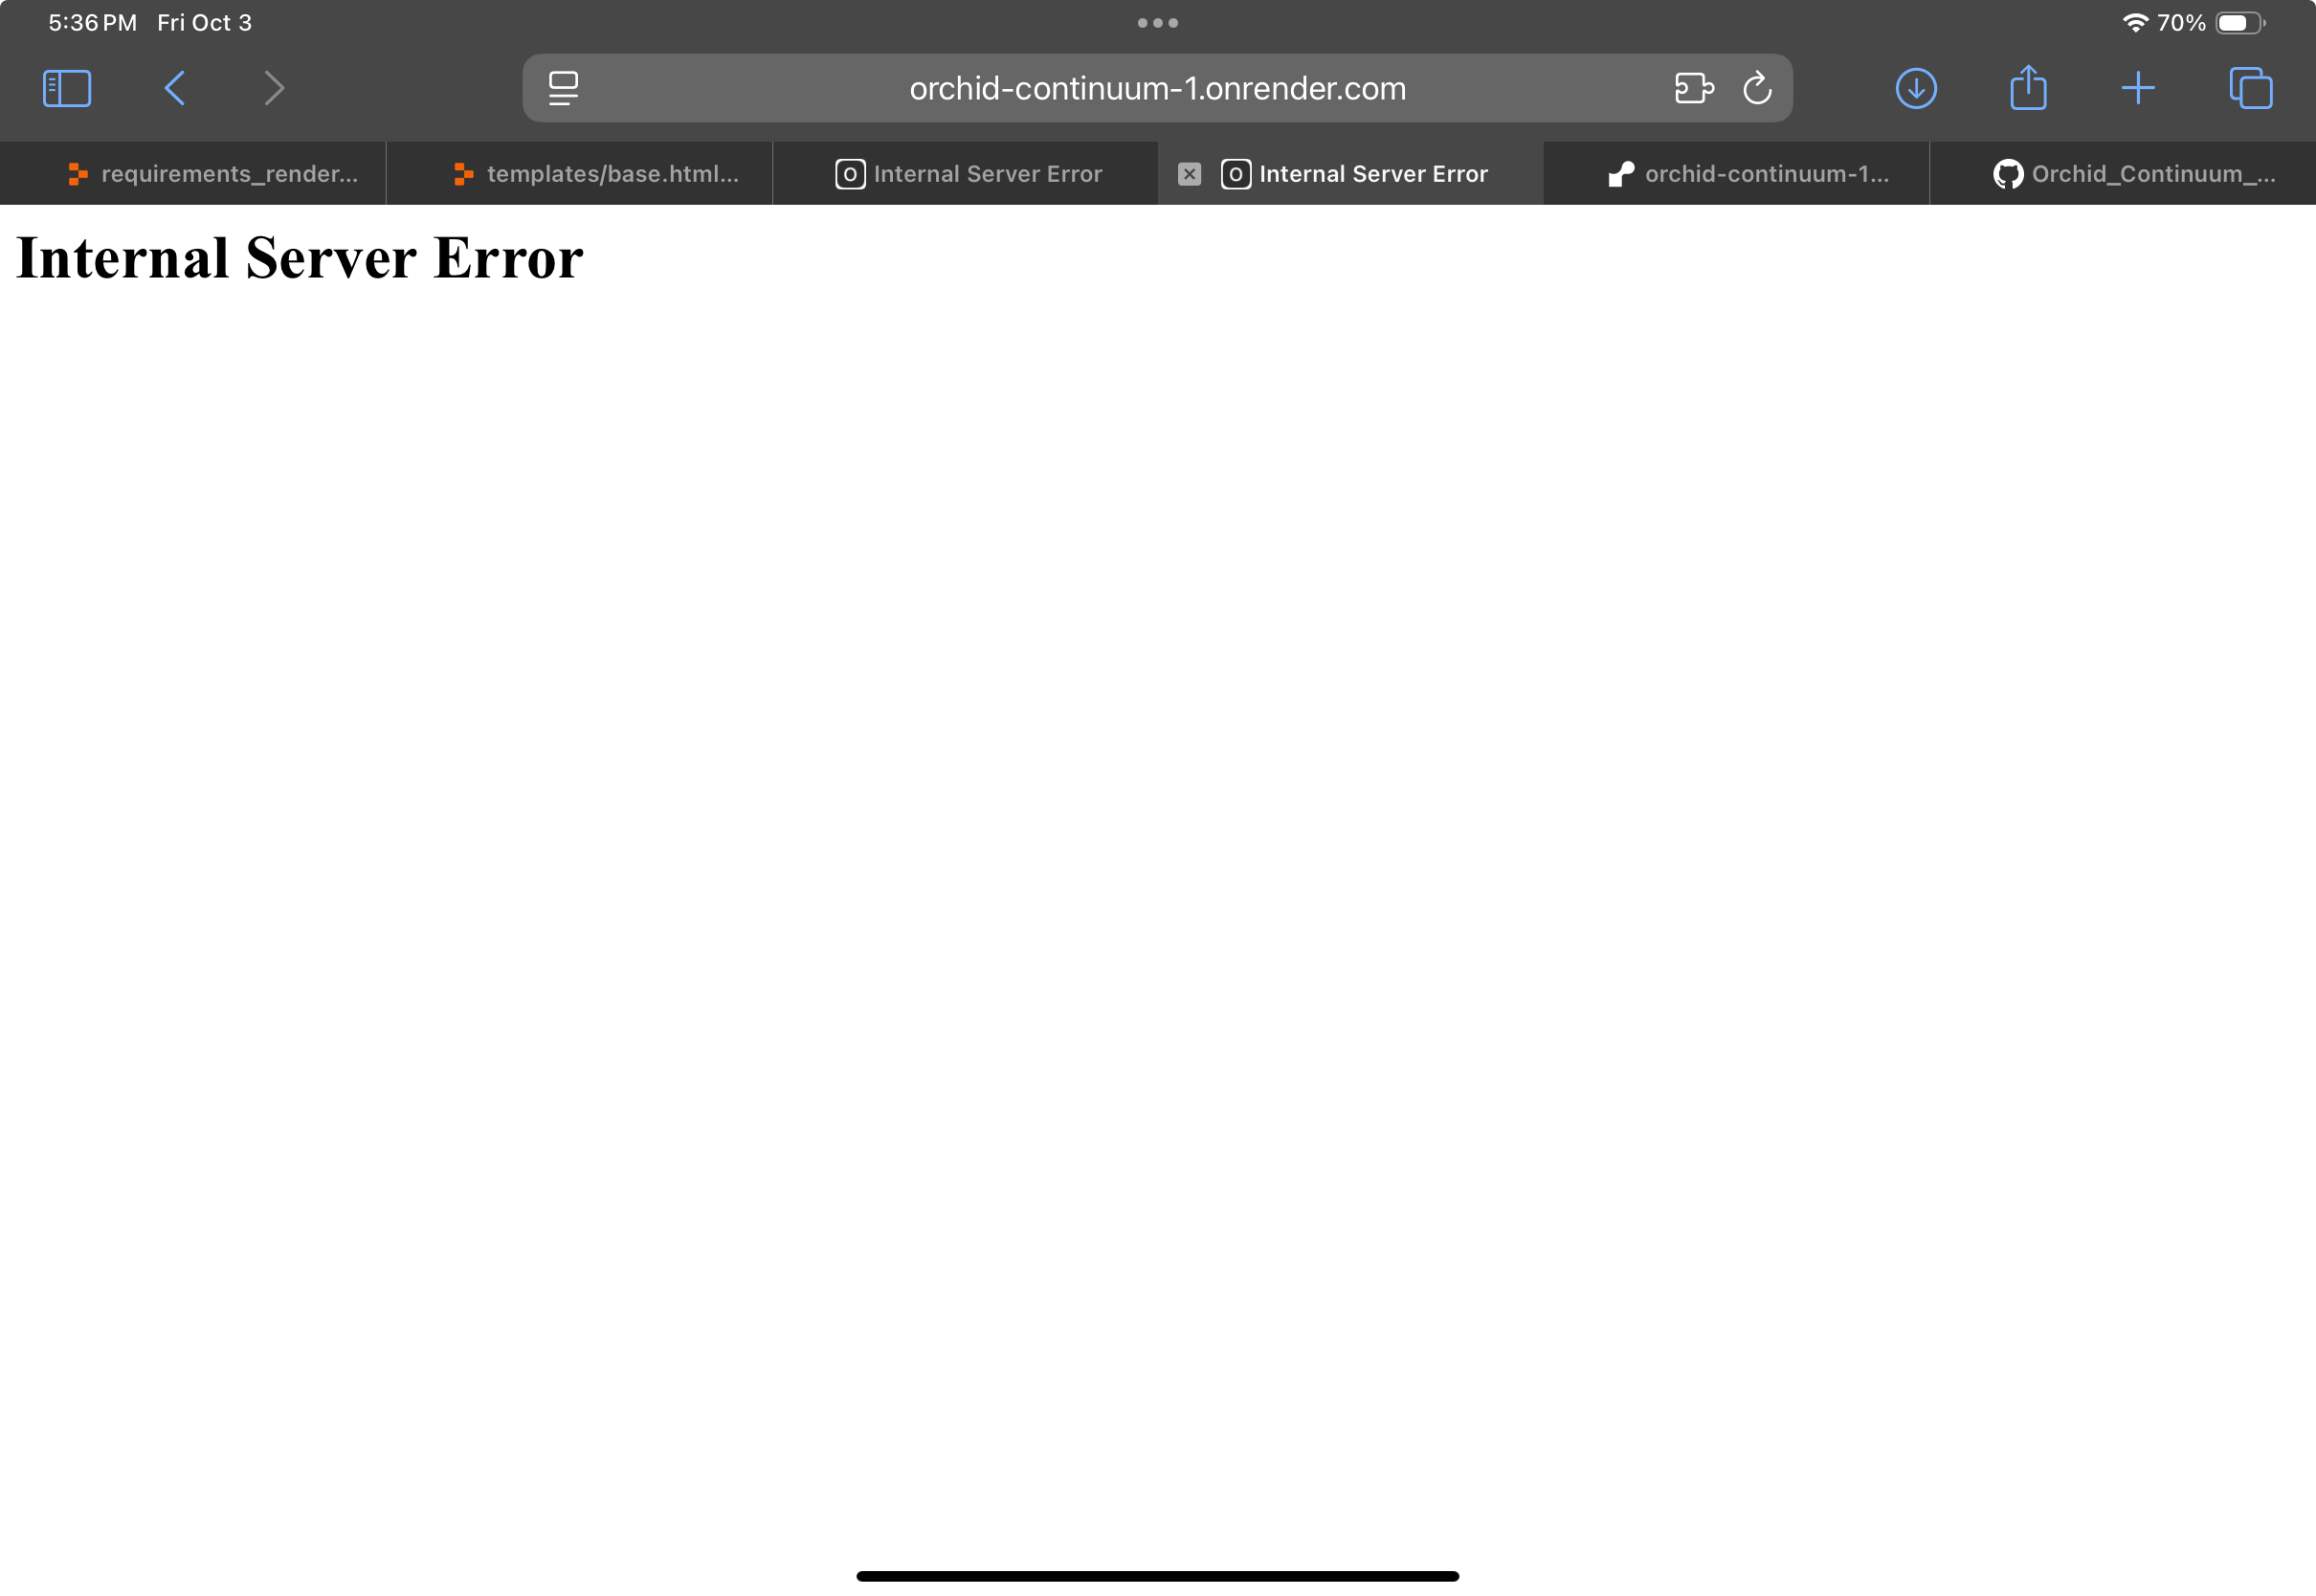 5:36 PM Fri Oct 3
70%
orchid-continuum-1.onrender.com
requirements_render...
templates/base.html...
O Internal Server Error
O Internal Server Error
orchid-continuum-1...
Orchid_Continuum_...
Internal Server Error